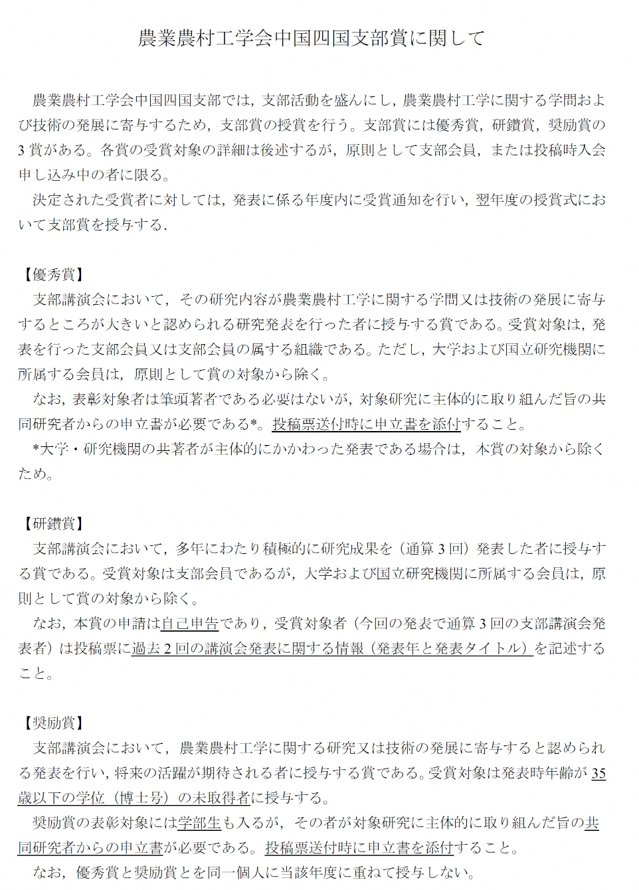 農業農村工学会中国四国支部賞に関して
農業農村工学会中国四国支部では，支部活動を盛んにし，農業農村工学に関する学問およ
び技術の発展に寄与するため，支部賞の授賞を行う。支部賞には優秀賞，研鑽賞，奨励賞の
3 賞がある。各賞の受賞対象の詳細は後述するが，原則として支部会員，または投稿時入会
申し込み中の者に限る。
決定された受賞者に対しては，発表に係る年度内に受賞通知を行い，翌年度の授賞式にお
いて支部賞を授与する.
【優秀賞】
支部講演会において，その研究内容が農業農村工学に関する学問又は技術の発展に寄与
するところが大きいと認められる研究発表を行った者に授与する賞である。受賞対象は，発
表を行った支部会員又は支部会員の属する組織である。ただし，大学および国立研究機関に
所属する会員は，原則として賞の対象から除く。
なお，表彰対象者は筆頭著者である必要はないが，対象研究に主体的に取り組んだ旨の共
同研究者からの申立書が必要である*。投稿票送付時に申立書を添付すること。
*大学・研究機関の共著者が主体的にかかわった発表である場合は，本賞の対象から除く
ため。
【研鑽賞】
支部講演会において，多年にわたり積極的に研究成果を（通算 3 回）発表した者に授与す
る賞である。受賞対象は支部会員であるが，大学および国立研究機関に所属する会員は，原
則として賞の対象から除く。
なお，本賞の申請は自己申告であり，受賞対象者（今回の発表で通算 3 回の支部講演会発
表者）は投稿票に過去 2 回の講演会発表に関する情報（発表年と発表タイトル）を記述する
こと。
【奨励賞】
支部講演会において，農業農村工学に関する研究又は技術の発展に寄与すると認められ
る発表を行い，将来の活躍が期待される者に授与する賞である。受賞対象は発表時年齢が 35
歳以下の学位（博士号）の未取得者に授与する。
奨励賞の表彰対象には学部生も入るが，その者が対象研究に主体的に取り組んだ旨の共
同研究者からの申立書が必要である。投稿票送付時に申立書を添付すること。
なお，優秀賞と奨励賞とを同一個人に当該年度に重ねて授与しない。